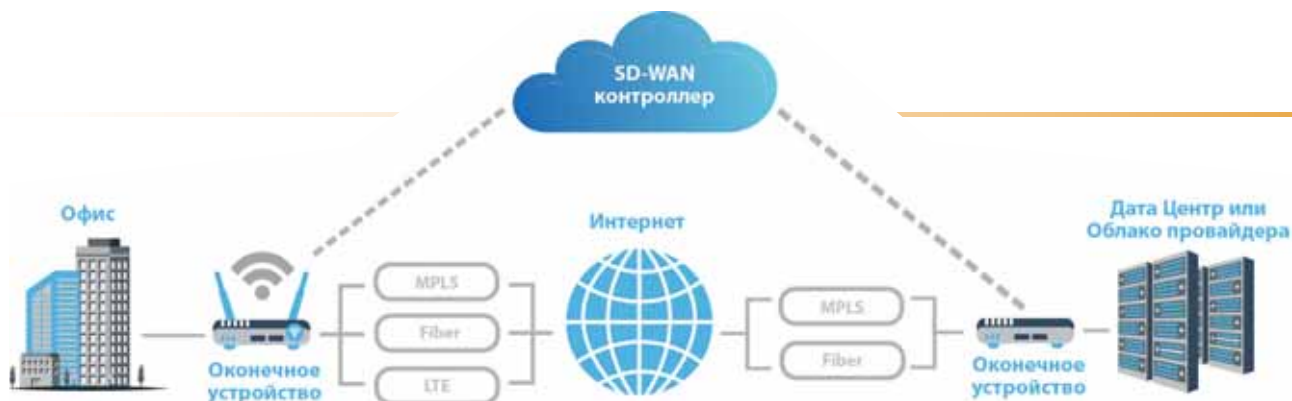 SD-WAN
контроллер
Офис
Интернет
Дата Центр или
Облако провайдера
MPLS
Fiber
LTE
MPLS
Fiber
Оконечное
устройство
Оконечное
устройство